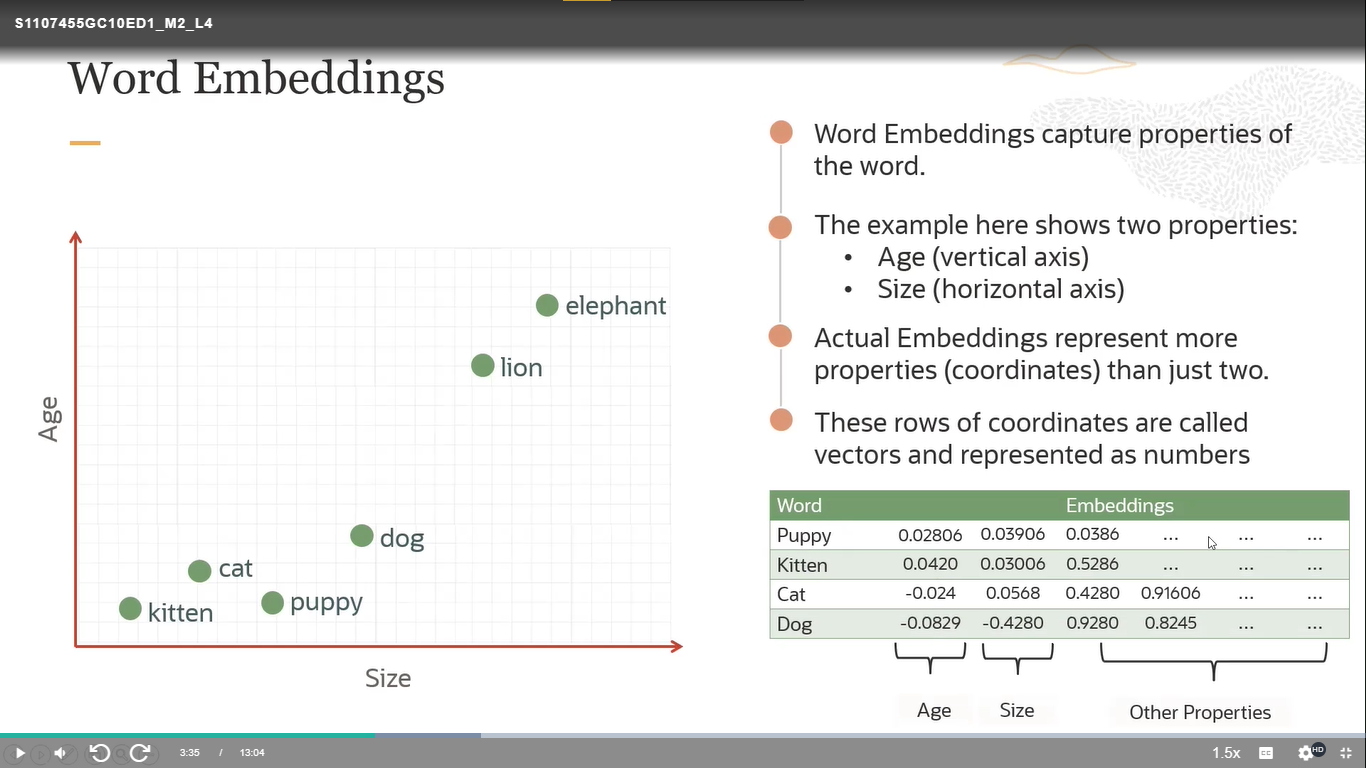 S1107455GC10ED1_M2_L4
Word Embeddings
Age
elephant
lion
dog
cat
puppy
kitten
Size
Word Embeddings capture properties of
the word.
The example here shows two properties:
• Age (vertical axis)
• Size (horizontal axis)
Actual Embeddings represent more
properties (coordinates) than just two.
These rows of coordinates are called
vectors and represented as numbers
Word Embeddings
Puppy 0.02806 0.03906 0.0386 ... ... ...
Kitten 0.0420 0.03006 0.5286 ... ... ...
Cat -0.024 0.0568 0.4280 0.91606 ... ...
Dog -0.0829 -0.4280 0.9280 0.8245 ... ...
Age Size Other Properties
3:35 / 13:04 1.5x CC HD